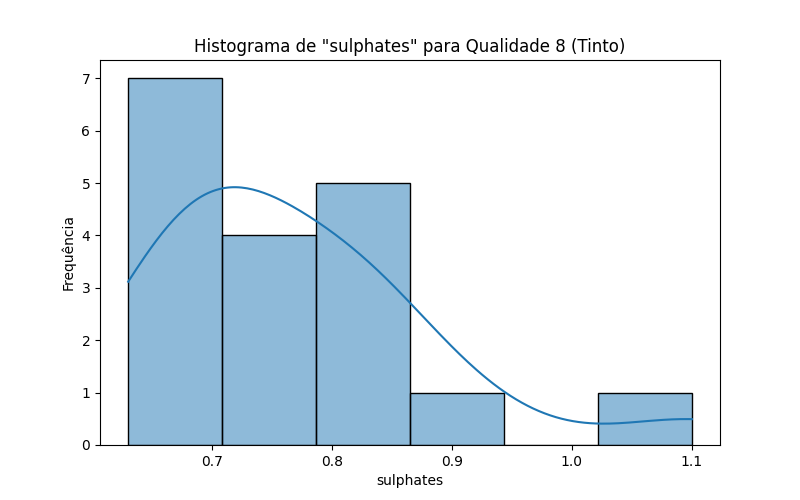 Histograma de "sulphates" para Qualidade 8 (Tinto)
Frequência
7
6
5
4
3
2
1
0
0.7 0.8 0.9 1.0 1.1
sulphates